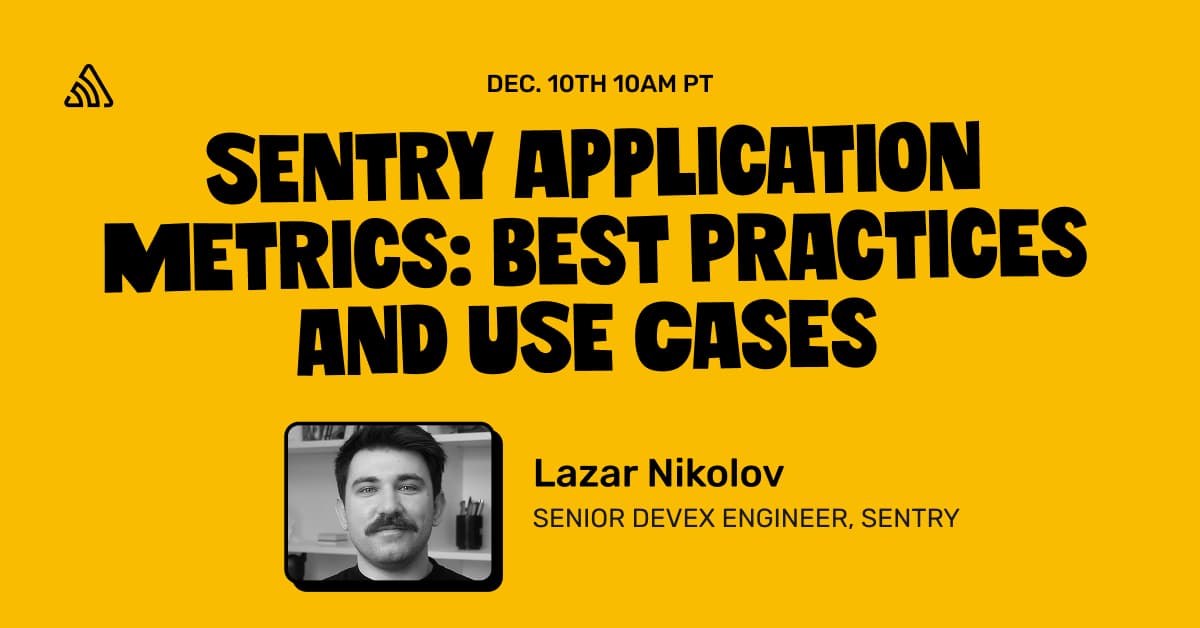 DEC. 10TH 10AM PT
SENTRY APPLICATION
METRICS: BEST PRACTICES
AND USE CASES
Lazar Nikolov
SENIOR DEVEX ENGINEER, SENTRY